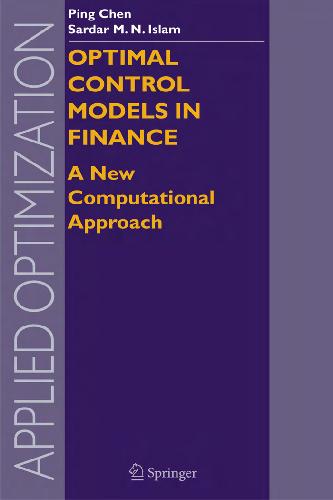 Ping Chen
Sardar M. N. Islam
OPTIMAL
CONTROL
MODELS IN
FINANCE
A New
Computational
Approach
APPLIED OPTIMIZATION
Springer